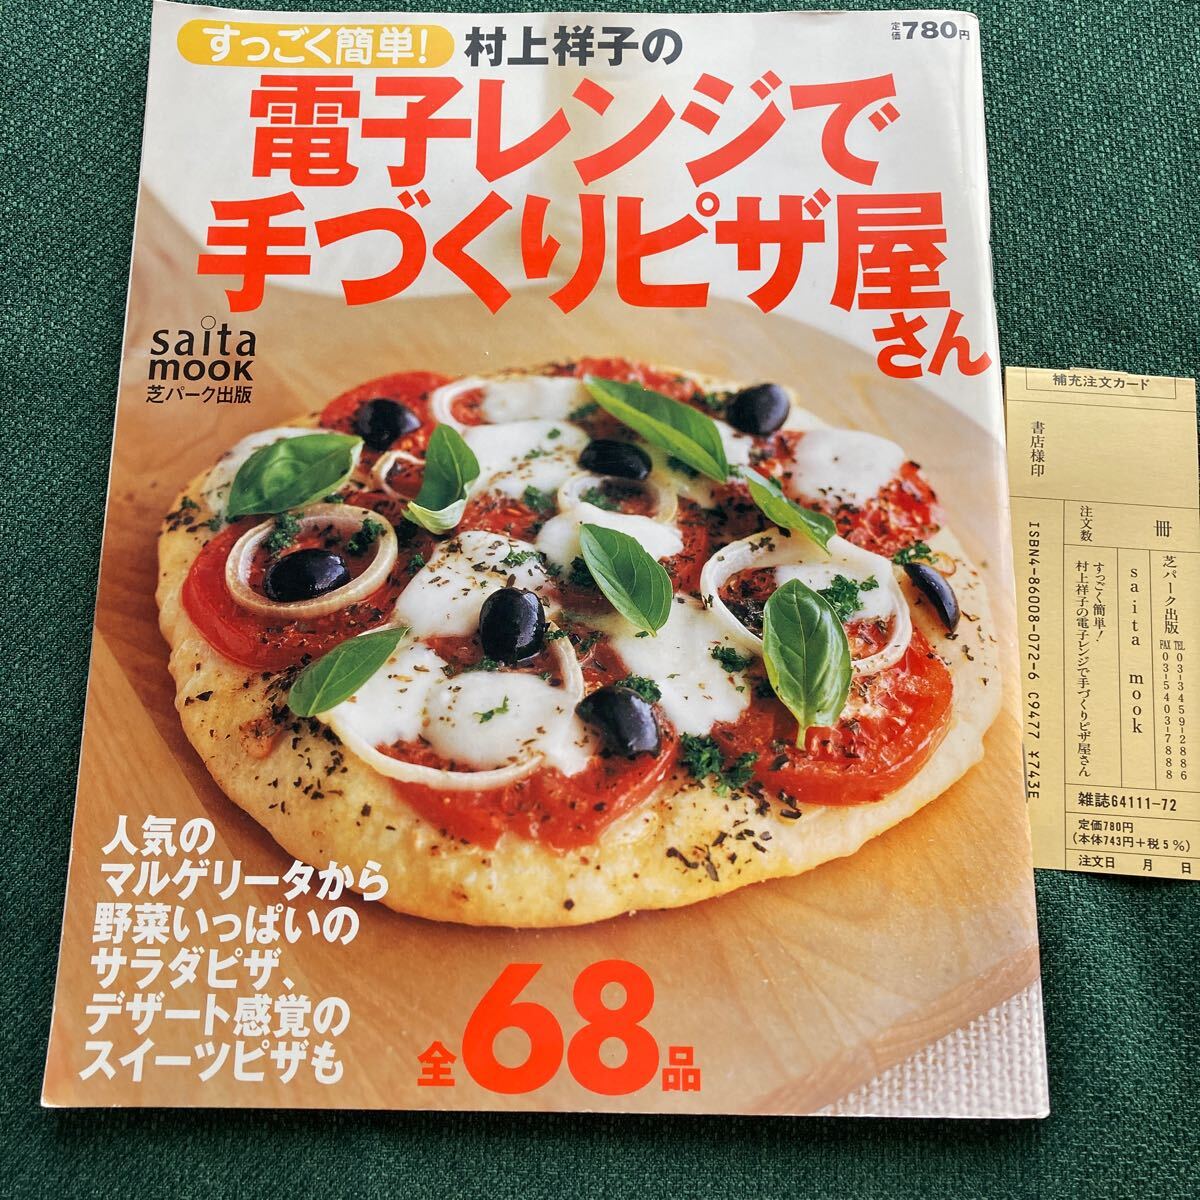 すっごく簡単!
村上祥子の
定価780円
電子レンジで
手づくりピザ屋
さん
saita
mook
芝パーク出版
人気の
マルゲリータから
野菜いっぱいの
サラダピザ、
デザート感覚の
スイーツピザも
全68品
補充注文カード
書店様印
注文数
冊
芝パーク出版
TEL 03-3459-2886
FAX 03-5403-7888
saita mook
すっごく簡単!
村上祥子の電子レンジで手づくりピザ屋さん
ISBN4-86008-072-6 C9477 ¥743E
雑誌64111-72
定価780円
(本体743円+税5%)
注文日 月 日